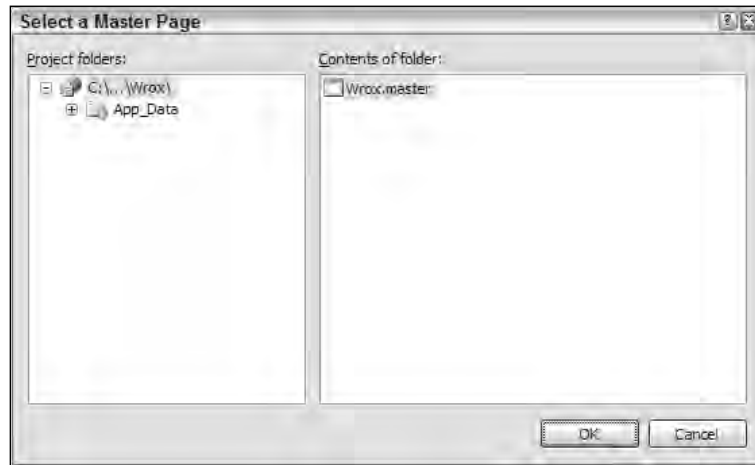 Select a Master Page
Project folders:
Contents of folder:
C:\...\Wrox\
App_Data
Wrox.master
OK
Cancel